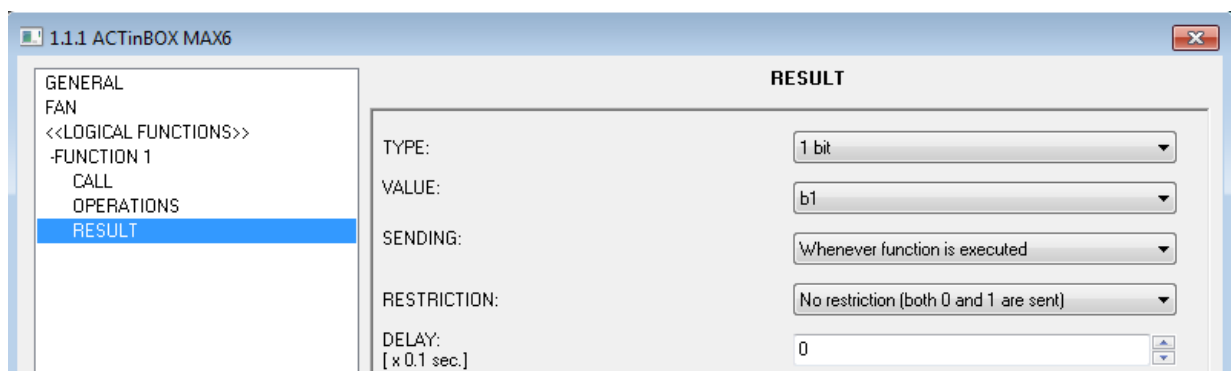 1.1.1 ACTinBOX MAX6
GENERAL
FAN
<<LOGICAL FUNCTIONS>>
-FUNCTION 1
CALL
OPERATIONS
RESULT
RESULT
TYPE:
1 bit
VALUE:
b1
SENDING:
Whenever function is executed
RESTRICTION:
No restriction (both 0 and 1 are sent)
DELAY:
[ x 0.1 sec.]
0